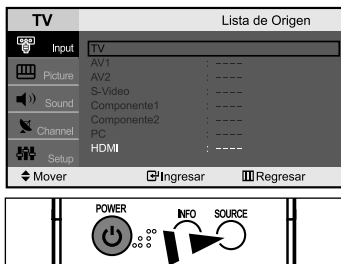 TV Lista de Origen
Input
Picture
Sound
Channel
Setup
TV
AV1 : ----
AV2 : ----
S-Video : ----
Componente1 : ----
Componente2 : ----
PC : ----
HDMI : ----
Mover Ingresar Regresar
POWER INFO SOURCE